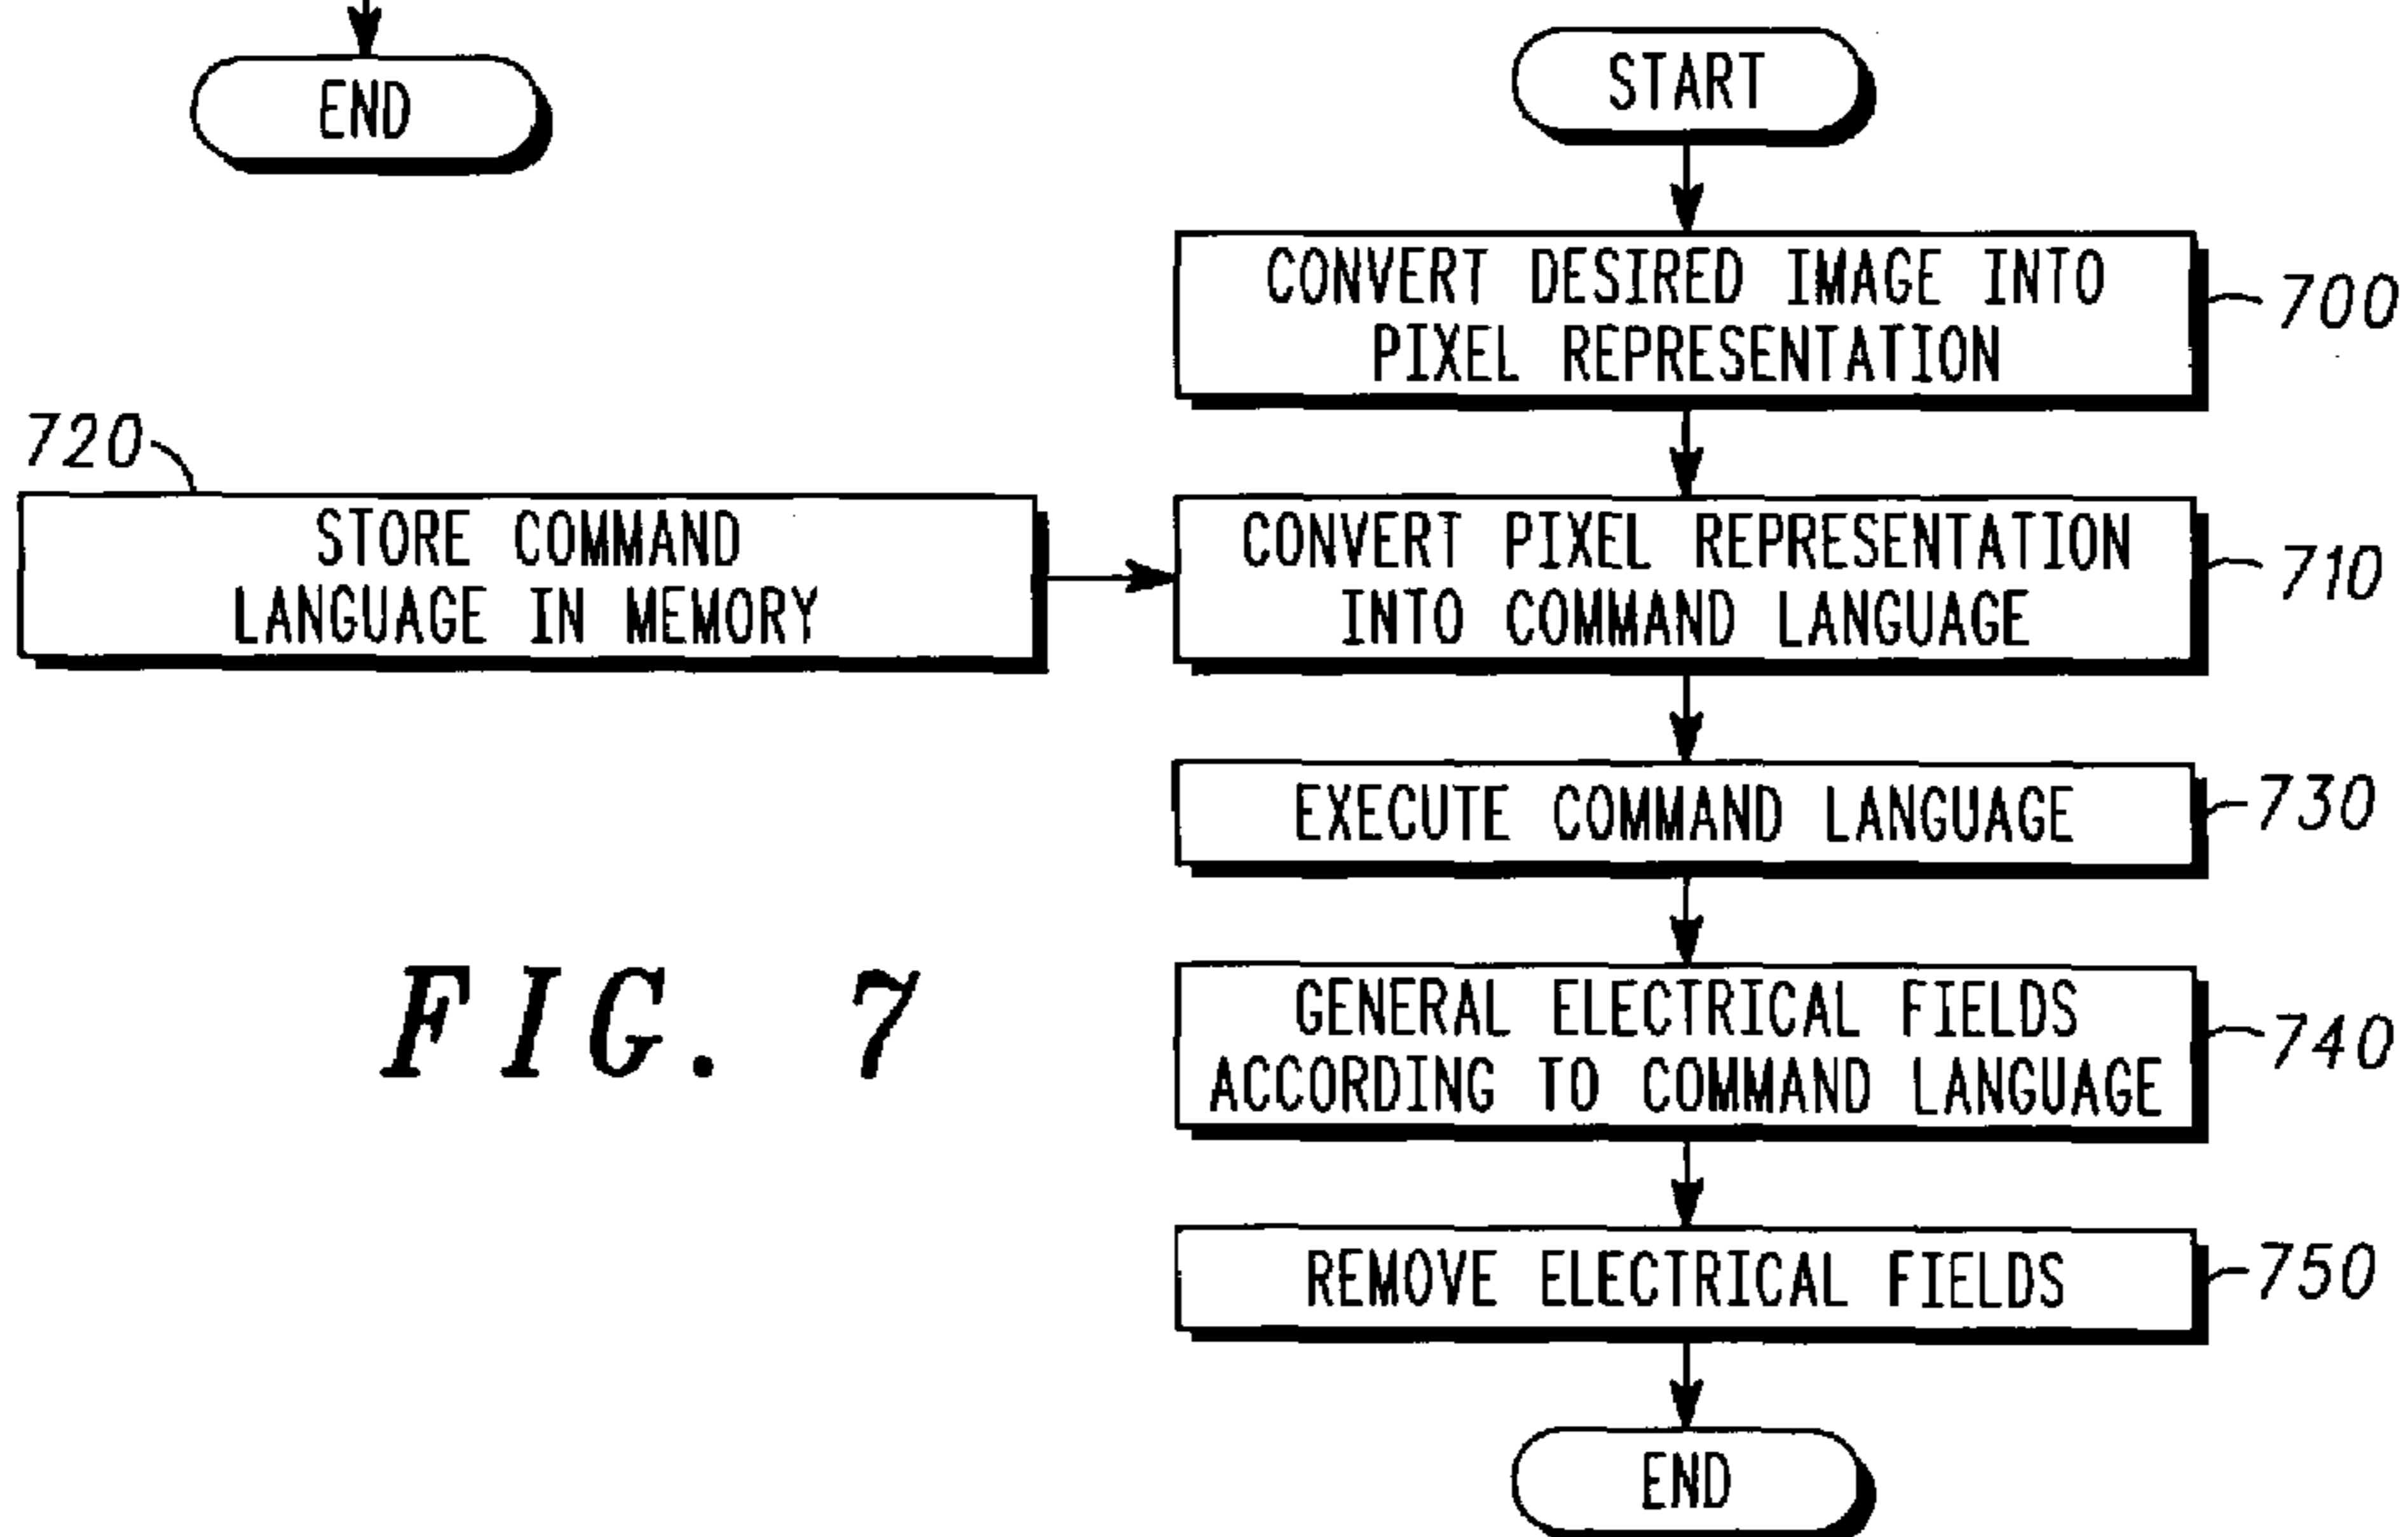 END
START
CONVERT DESIRED IMAGE INTO
PIXEL REPRESENTATION
700
720
STORE COMMAND
LANGUAGE IN MEMORY
CONVERT PIXEL REPRESENTATION
INTO COMMAND LANGUAGE
710
EXECUTE COMMAND LANGUAGE
730
FIG. 7
GENERAL ELECTRICAL FIELDS
ACCORDING TO COMMAND LANGUAGE
740
REMOVE ELECTRICAL FIELDS
750
END